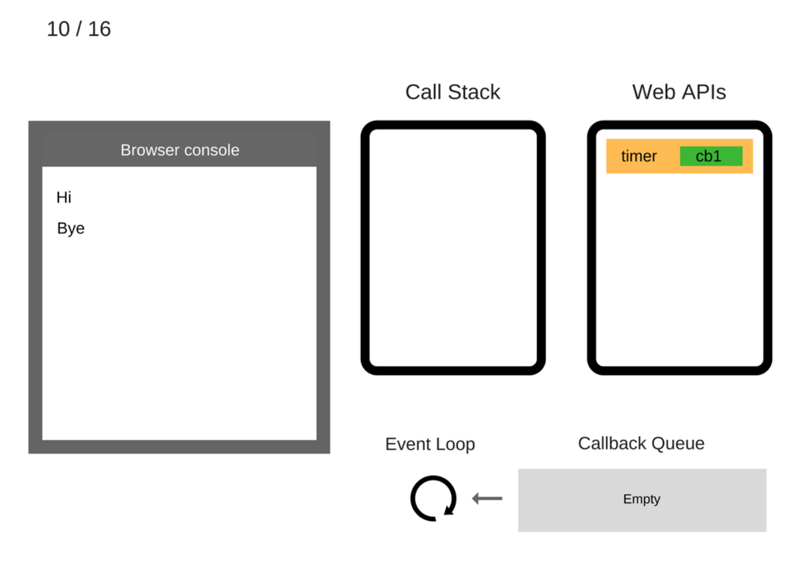 10 / 16
Call Stack
Web APIs
Browser console
timer
cb1
Hi
Bye
Event Loop
Callback Queue
Empty